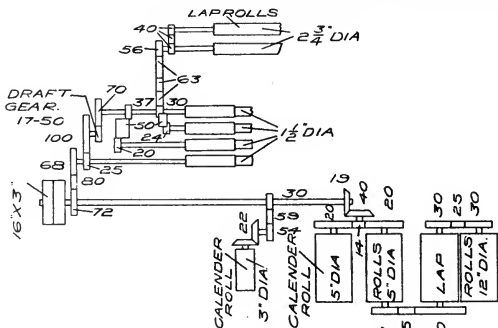 LAP ROLLS
40
2 3/4" DIA
56
63
DRAFT
GEAR.
17-50
70
37
30
50
24
1 1/2" DIA
100
20
68
25
80
16"X3"
72
30
19
40
20
30
25
30
22
59
54
20
14
CALENDER
ROLL
3" DIA.
CALENDER
ROLL
5" DIA
ROLLS
5" DIA
LAP
ROLLS
12" DIA.